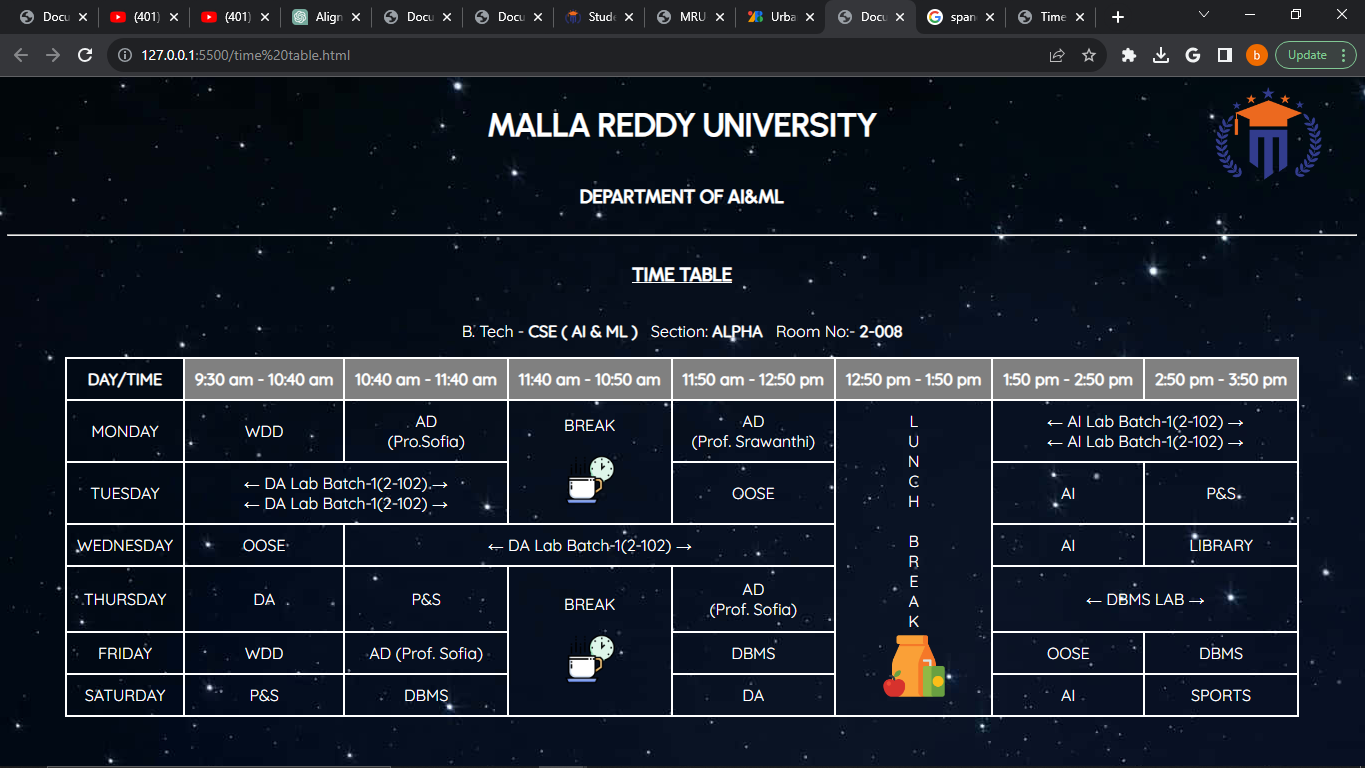 Docu
(401)
(401)
Align
Docu
Docu
Stude
MRU
Urba
Docu
span
Time
127.0.0.1:5500/time%20table.html
b
Update
MALLA REDDY UNIVERSITY
DEPARTMENT OF AI&ML
TIME TABLE
B. Tech - CSE ( AI & ML ) Section: ALPHA Room No:- 2-008
DAY/TIME 9:30 am - 10:40 am 10:40 am - 11:40 am 11:40 am - 10:50 am 11:50 am - 12:50 pm 12:50 pm - 1:50 pm 1:50 pm - 2:50 pm 2:50 pm - 3:50 pm
MONDAY
WDD
AD
(Pro.Sofia)
BREAK
AD
(Prof. Srawanthi)
L
U
N
C
H
B
R
E
A
K
← AI Lab Batch-1(2-102) →
← AI Lab Batch-1(2-102) →
TUESDAY
← DA Lab Batch-1(2-102) →
← DA Lab Batch-1(2-102) →
OOSE
AI
P&S
WEDNESDAY
OOSE
← DA Lab Batch-1(2-102) →
AI
LIBRARY
THURSDAY
DA
P&S
BREAK
AD
(Prof. Sofia)
← DBMS LAB →
FRIDAY
WDD
AD (Prof. Sofia)
DBMS
OOSE
DBMS
SATURDAY
P&S
DBMS
DA
AI
SPORTS